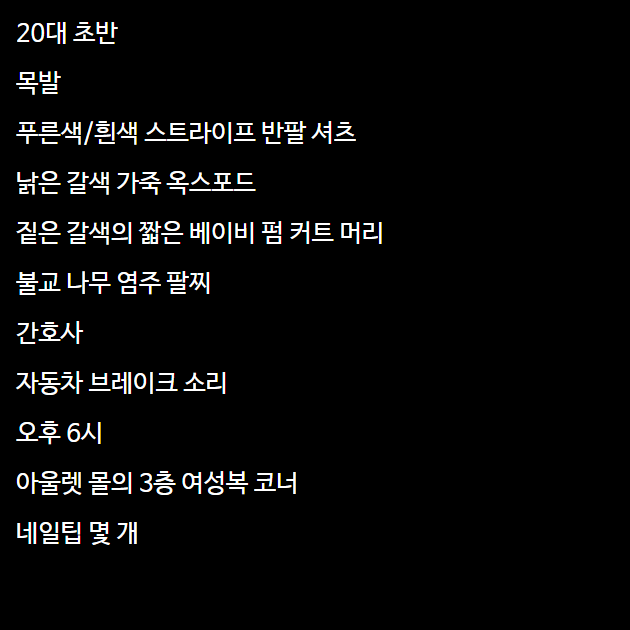 20대 초반
목발
푸른색/흰색 스트라이프 반팔 셔츠
낡은 갈색 가죽 옥스포드
짙은 갈색의 짧은 베이비 펌 커트 머리
불교 나무 염주 팔찌
간호사
자동차 브레이크 소리
오후 6시
아울렛 몰의 3층 여성복 코너
네일팁 몇 개